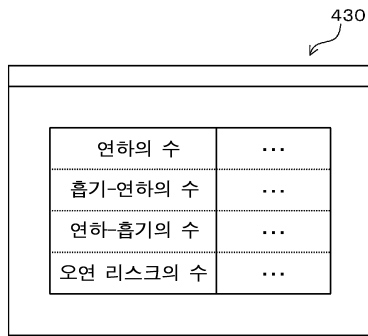 430
연하의 수 ...
흡기-연하의 수 ...
연하-흡기의 수 ...
오연 리스크의 수 ...